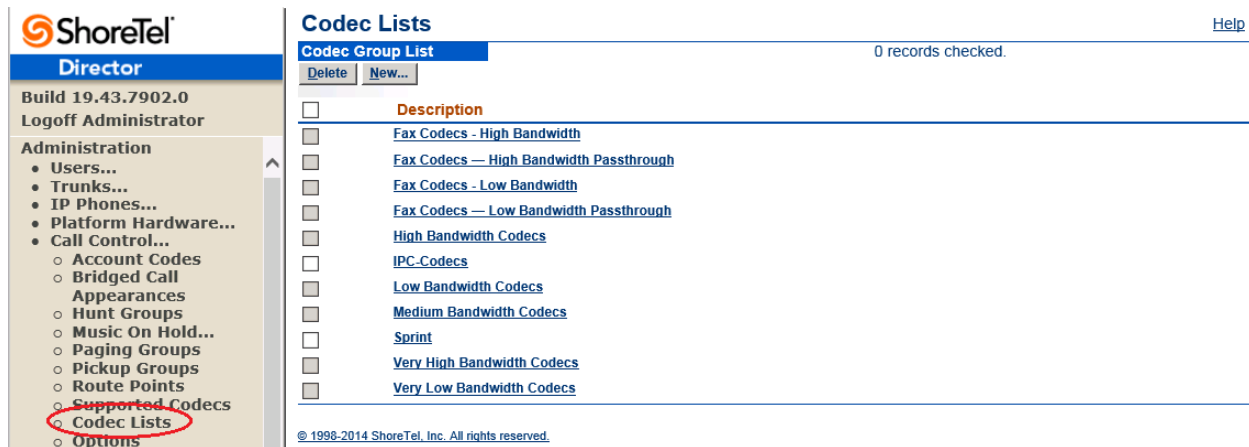 ShoreTel
Director
Build 19.43.7902.0
Logoff Administrator
Administration
• Users...
• Trunks...
• IP Phones...
• Platform Hardware...
• Call Control...
○ Account Codes
○ Bridged Call
Appearances
○ Hunt Groups
○ Music On Hold...
○ Paging Groups
○ Pickup Groups
○ Route Points
○ Supported Codecs
○ Codec Lists
○ Options
Codec Lists
Help
Codec Group List
0 records checked.
Delete New...
Description
Fax Codecs - High Bandwidth
Fax Codecs — High Bandwidth Passthrough
Fax Codecs - Low Bandwidth
Fax Codecs — Low Bandwidth Passthrough
High Bandwidth Codecs
IPC-Codecs
Low Bandwidth Codecs
Medium Bandwidth Codecs
Sprint
Very High Bandwidth Codecs
Very Low Bandwidth Codecs
© 1998-2014 ShoreTel, Inc. All rights reserved.